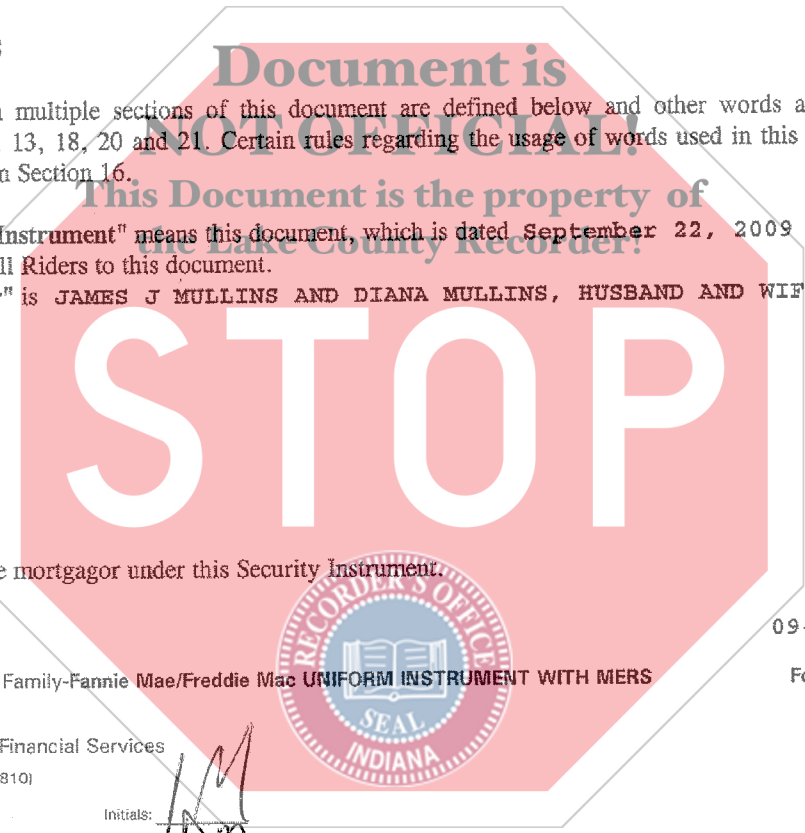 Document is
multiple sections of this document are defined below and other words a
13, 18, 20 and 21. Certain rules regarding the usage of words used in this
NOT OFFICIAL!
n Section 16.
This Document is the property of
Instrument" means this document, which is dated September 22, 2009
the Lake County Recorder!
ll Riders to this document.
" is JAMES J MULLINS AND DIANA MULLINS, HUSBAND AND WIF
STOP
e mortgagor under this Security Instrument.
RECORDER'S OFFICE
09-
Family-Fannie Mae/Freddie Mac UNIFORM INSTRUMENT WITH MERS
Fo
SEAL
INDIANA
Financial Services
810)
Initials: